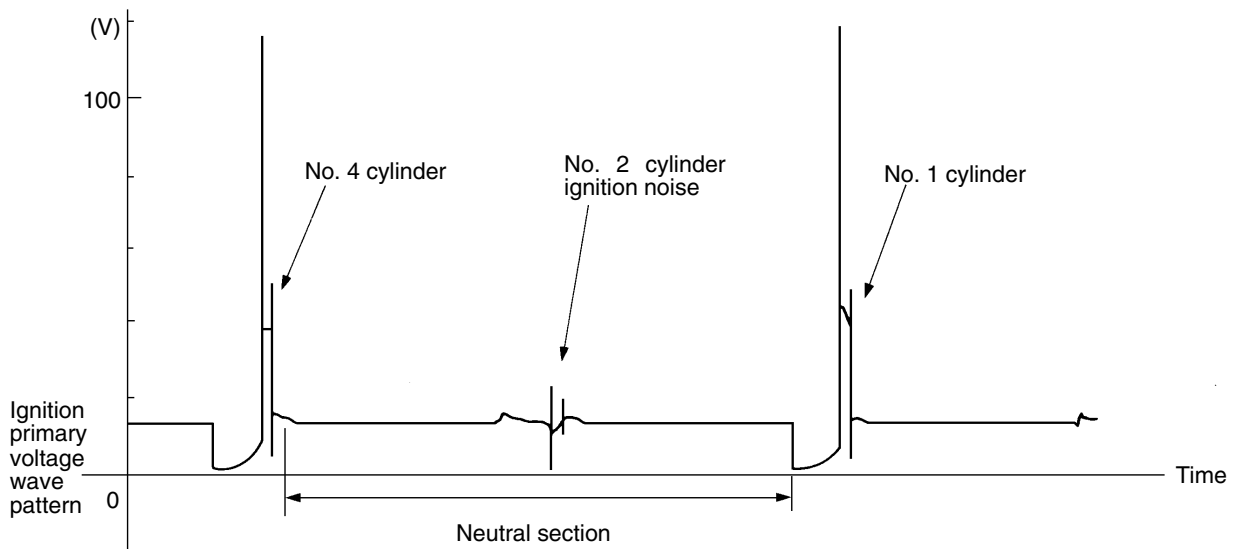 (V)
100
No. 4 cylinder
No. 2 cylinder
ignition noise
No. 1 cylinder
Ignition
primary
voltage
wave
pattern
0
Time
Neutral section